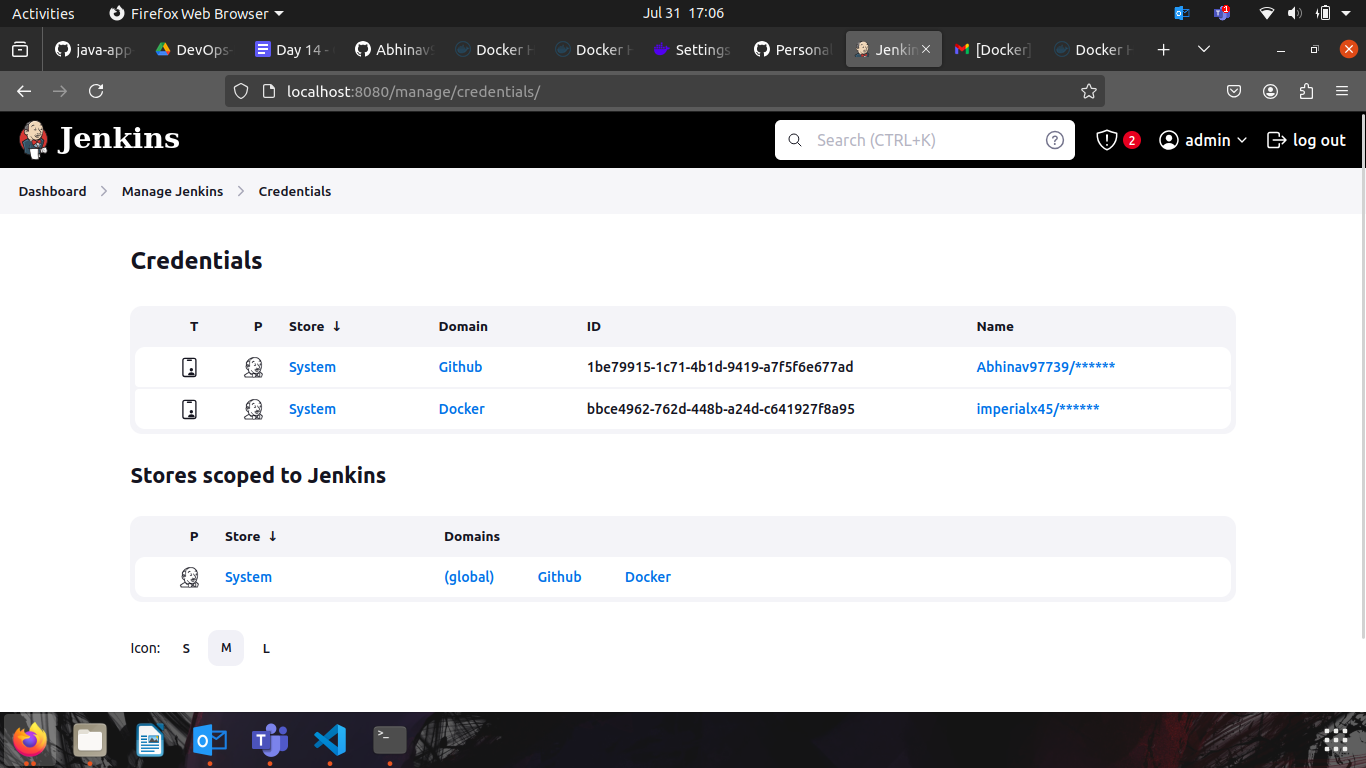 Activities Firefox Web Browser Jul 31 17:06 1
java-app DevOps- Day 14 - Abhinav Docker H Docker H Settings Personal Jenkin [Docker] Docker H
localhost:8080/manage/credentials/
Jenkins Search (CTRL+K) ? 2 admin log out
Dashboard Manage Jenkins Credentials
Credentials
T P Store ↓ Domain ID Name
System Github 1be79915-1c71-4b1d-9419-a7f5f6e677ad Abhinav97739/******
System Docker bbce4962-762d-448b-a24d-c641927f8a95 imperialx45/******
Stores scoped to Jenkins
P Store ↓ Domains
System (global) Github Docker
Icon: S M L